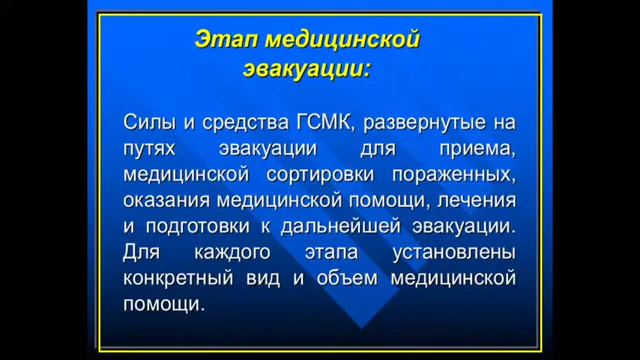 Этап медицинской
эвакуации:
Силы и средства ГСМК, развернутые на
путях эвакуации для приема,
медицинской сортировки пораженных,
оказания медицинской помощи, лечения
и подготовки к дальнейшей эвакуации.
Для каждого этапа установлены
конкретный вид и объем медицинской
помощи.